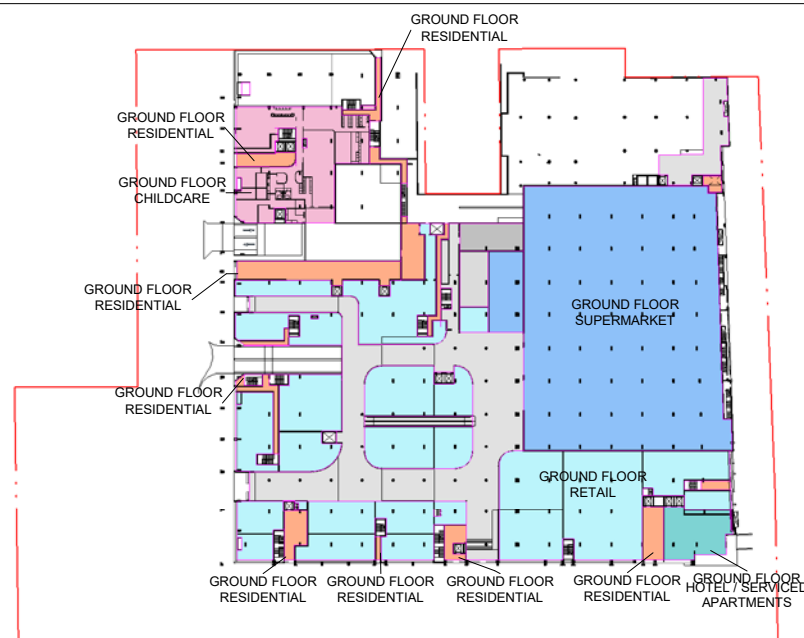 GROUND FLOOR
RESIDENTIAL
GROUND FLOOR
RESIDENTIAL
GROUND FLOOR
CHILDCARE
GROUND FLOOR
RESIDENTIAL
GROUND FLOOR
SUPERMARKET
GROUND FLOOR
RESIDENTIAL
GROUND FLOOR
RETAIL
GROUND FLOOR
RESIDENTIAL
GROUND FLOOR
RESIDENTIAL
GROUND FLOOR
RESIDENTIAL
GROUND FLOOR
RESIDENTIAL
GROUND FLOOR
HOTEL / SERVICED
APARTMENTS